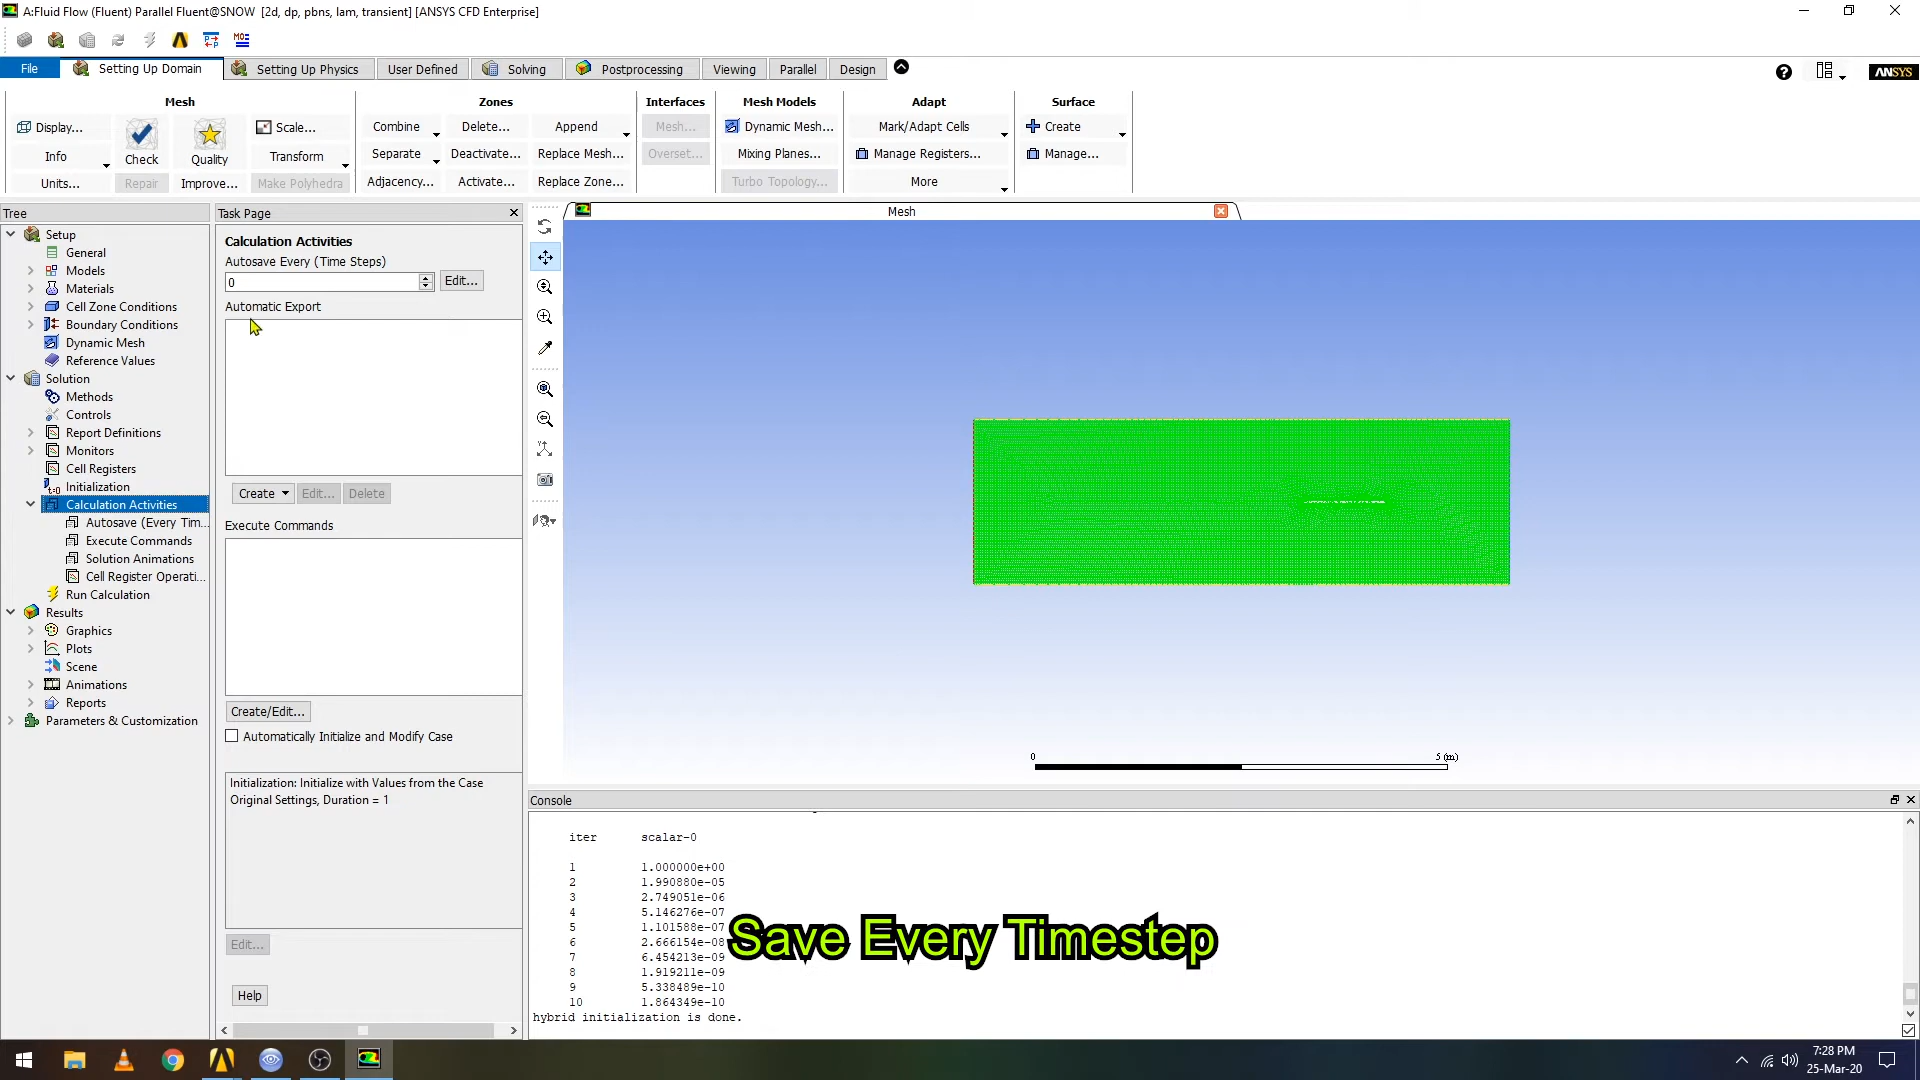 A:Fluid Flow (Fluent) Parallel Fluent@SNOW [2d, dp, pbns, lam, transient] [ANSYS CFD Enterprise]
File
Setting Up Domain
Setting Up Physics
User Defined
Solving
Postprocessing
Viewing
Parallel
Design
ANSYS
Mesh
Zones
Interfaces
Mesh Models
Adapt
Surface
Display...
Check
Quality
Scale...
Combine
Delete...
Append
Mesh...
Dynamic Mesh...
Mark/Adapt Cells
Create
Info
Transform
Separate
Deactivate...
Replace Mesh...
Overset...
Mixing Planes...
Manage Registers...
Manage...
Units...
Repair
Improve...
Make Polyhedra
Adjacency...
Activate...
Replace Zone...
Turbo Topology...
More
Tree
Setup
General
Models
Materials
Cell Zone Conditions
Boundary Conditions
Dynamic Mesh
Reference Values
Solution
Methods
Controls
Report Definitions
Monitors
Cell Registers
Initialization
Calculation Activities
Autosave (Every Tim...
Execute Commands
Solution Animations
Cell Register Operati...
Run Calculation
Results
Graphics
Plots
Scene
Animations
Reports
Parameters & Customization
Task Page
Calculation Activities
Autosave Every (Time Steps)
0
Edit...
Automatic Export
Create
Edit...
Delete
Execute Commands
Create/Edit...
Automatically Initialize and Modify Case
Initialization: Initialize with Values from the Case
Original Settings, Duration = 1
Edit...
Help
Mesh
0
5 (m)
Console
iter scalar-0
1 1.000000e+00
2 1.990880e-05
3 2.749051e-06
4 5.146276e-07
5 1.101588e-07
6 2.666154e-08
7 6.454213e-09
8 1.919211e-09
9 5.338489e-10
10 1.864349e-10
hybrid initialization is done.
Save Every Timestep
7:28 PM
25-Mar-20